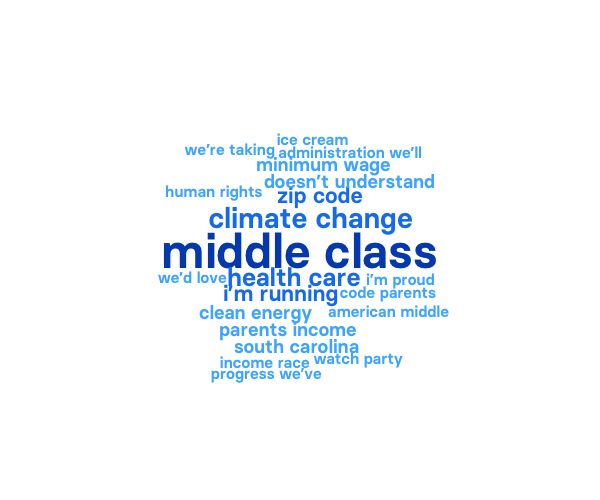 ice cream
we're taking
administration we'll
minimum wage
doesn't understand
human rights
zip code
climate change
middle class
we'd love
health care
i'm proud
i'm running
code parents
clean energy
american middle
parents income
south carolina
income race
watch party
progress we've